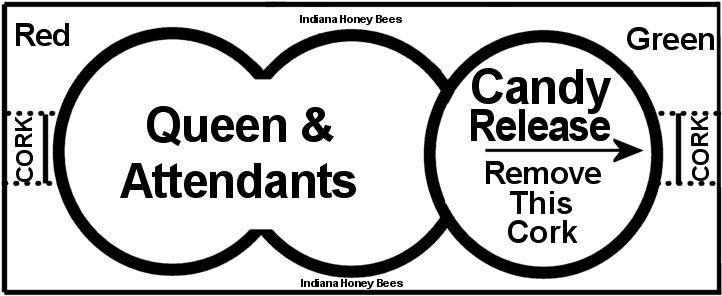 Indiana Honey Bees
Red
Green
Queen &
Attendants
Candy
Release
Remove
This
Cork
CORK
CORK
Indiana Honey Bees